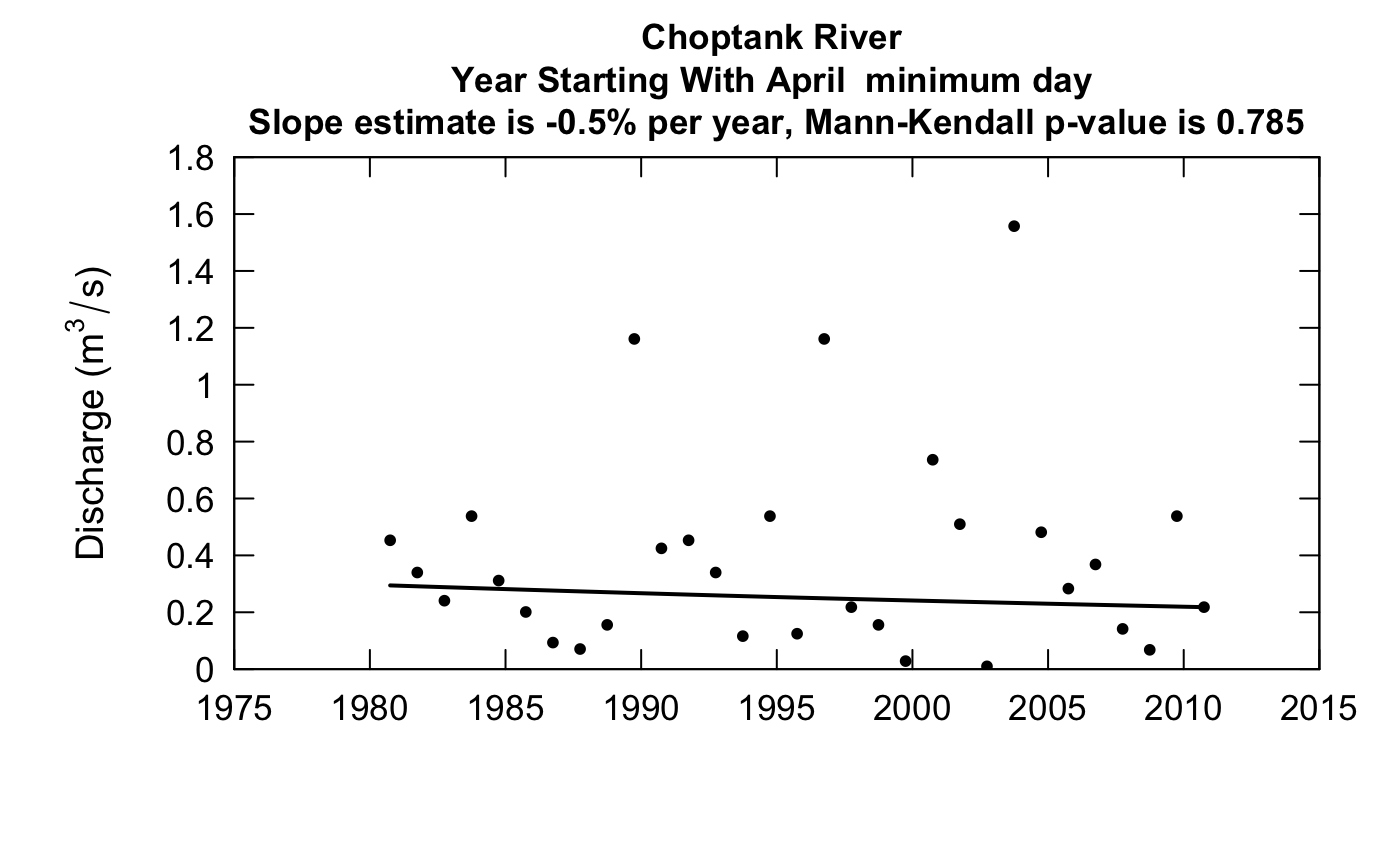 Choptank River
Year Starting With April  minimum day
Slope estimate is -0.5% per year, Mann-Kendall p-value is 0.785
Discharge (m³/s)
1.8
1.6
1.4
1.2
1
0.8
0.6
0.4
0.2
0
1975 1980 1985 1990 1995 2000 2005 2010 2015